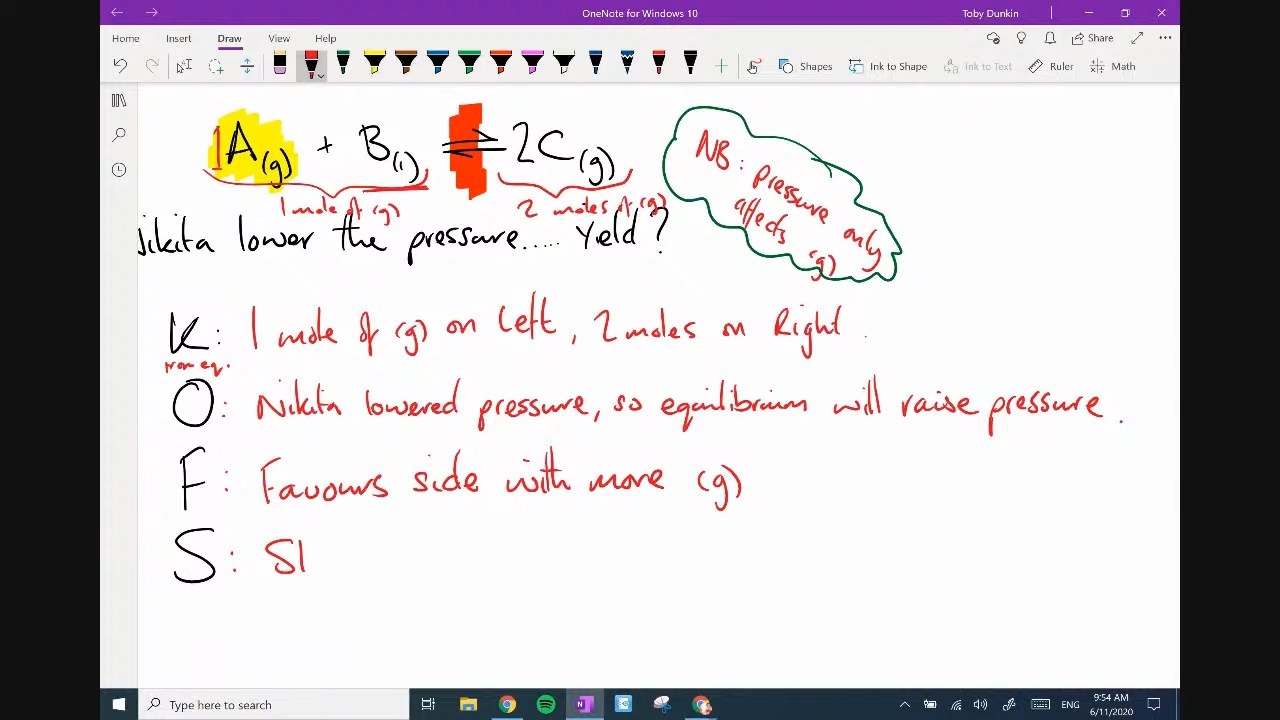 OneNote for Windows 10
Toby Dunkin
Home Insert Draw View Help
Share
Shapes Ink to Shape Ink to Text Ruler Math
1A(g) + B(l) ⇌ 2C(g)
1 mole of (g) 2 moles of (g)
NB: Pressure only affects (g)
Nikita lower the pressure..... Yield?
K: 1 mole of (g) on Left, 2 moles on Right.
from eq.
O: Nikita lowered pressure, so equilibrium will raise pressure.
F: Favours side with more (g)
S: Sl
Type here to search
ENG
9:54 AM
6/11/2020